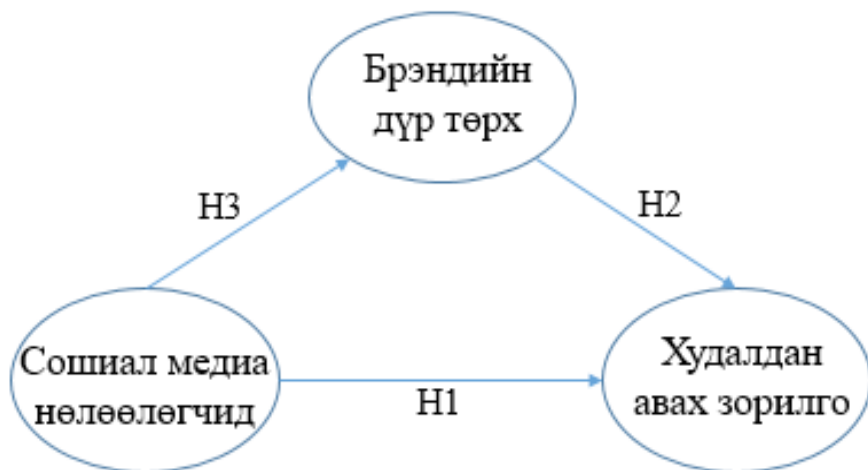 Брэндийн
дүр төрх
H3
H2
Сошиал медиа
нөлөөлөгчид
H1
Худалдан
авах зорилго